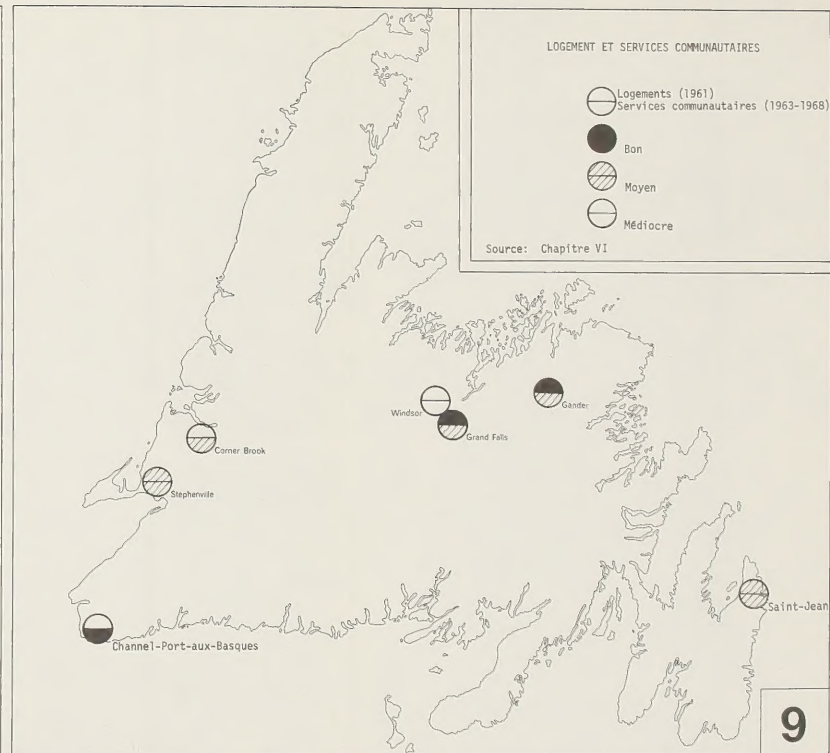 LOGEMENT ET SERVICES COMMUNAUTAIRES
Logements (1961)
Services communautaires (1963-1968)
Bon
Moyen
Médiocre
Source: Chapitre VI
Windsor
Gander
Grand Falls
Corner Brook
Stephenville
Saint-Jean
Channel-Port-aux-Basques
9